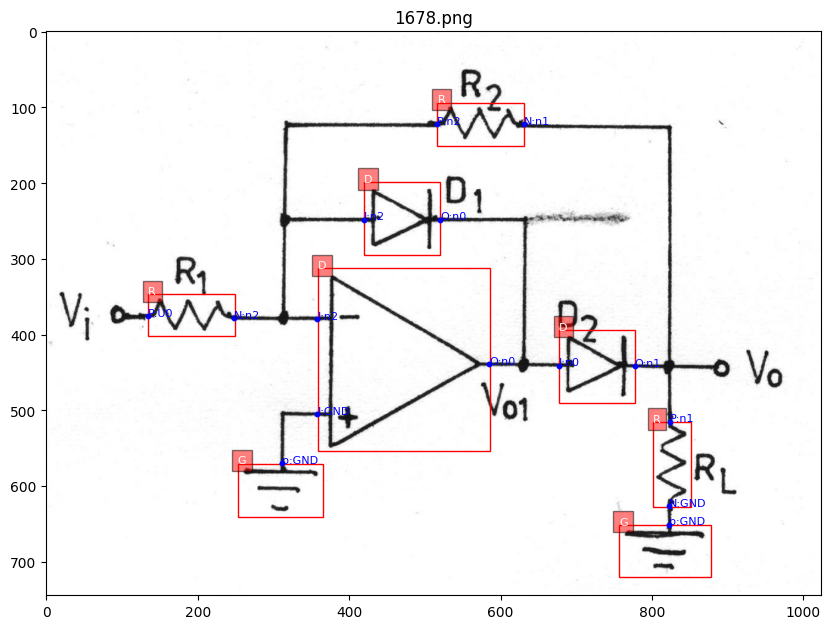 1678.png
0
100
200
300
400
500
600
700
0
200
400
600
800
1000
R
R2
P:n2
N:n1
D
D1
I:n2
O:n0
R
R1
Vi
P:U0
N:n2
D
I:n2
−
O:n0
I:GND
+
Vo1
D
D2
I:n0
O:n1
Vo
G
p:GND
R
P:n1
RL
N:GND
G
p:GND